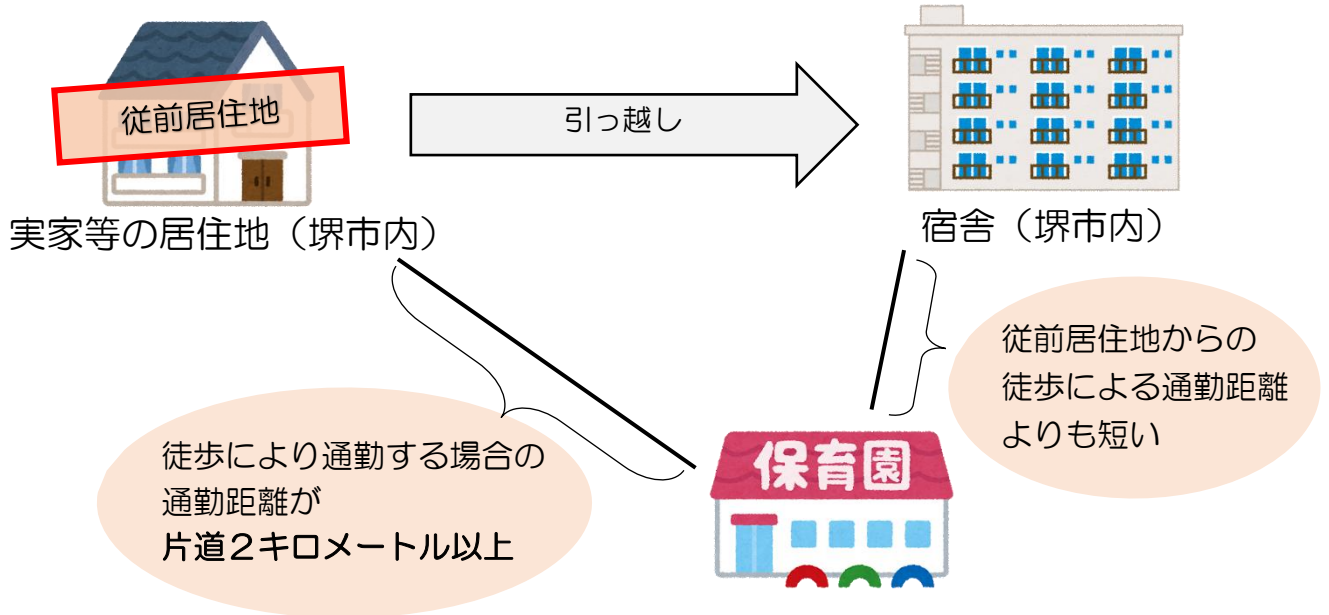 従前居住地
引っ越し
実家等の居住地（堺市内）
宿舎（堺市内）
従前居住地からの
徒歩による通勤距離
よりも短い
徒歩により通勤する場合の
通勤距離が
片道２キロメートル以上
保育園